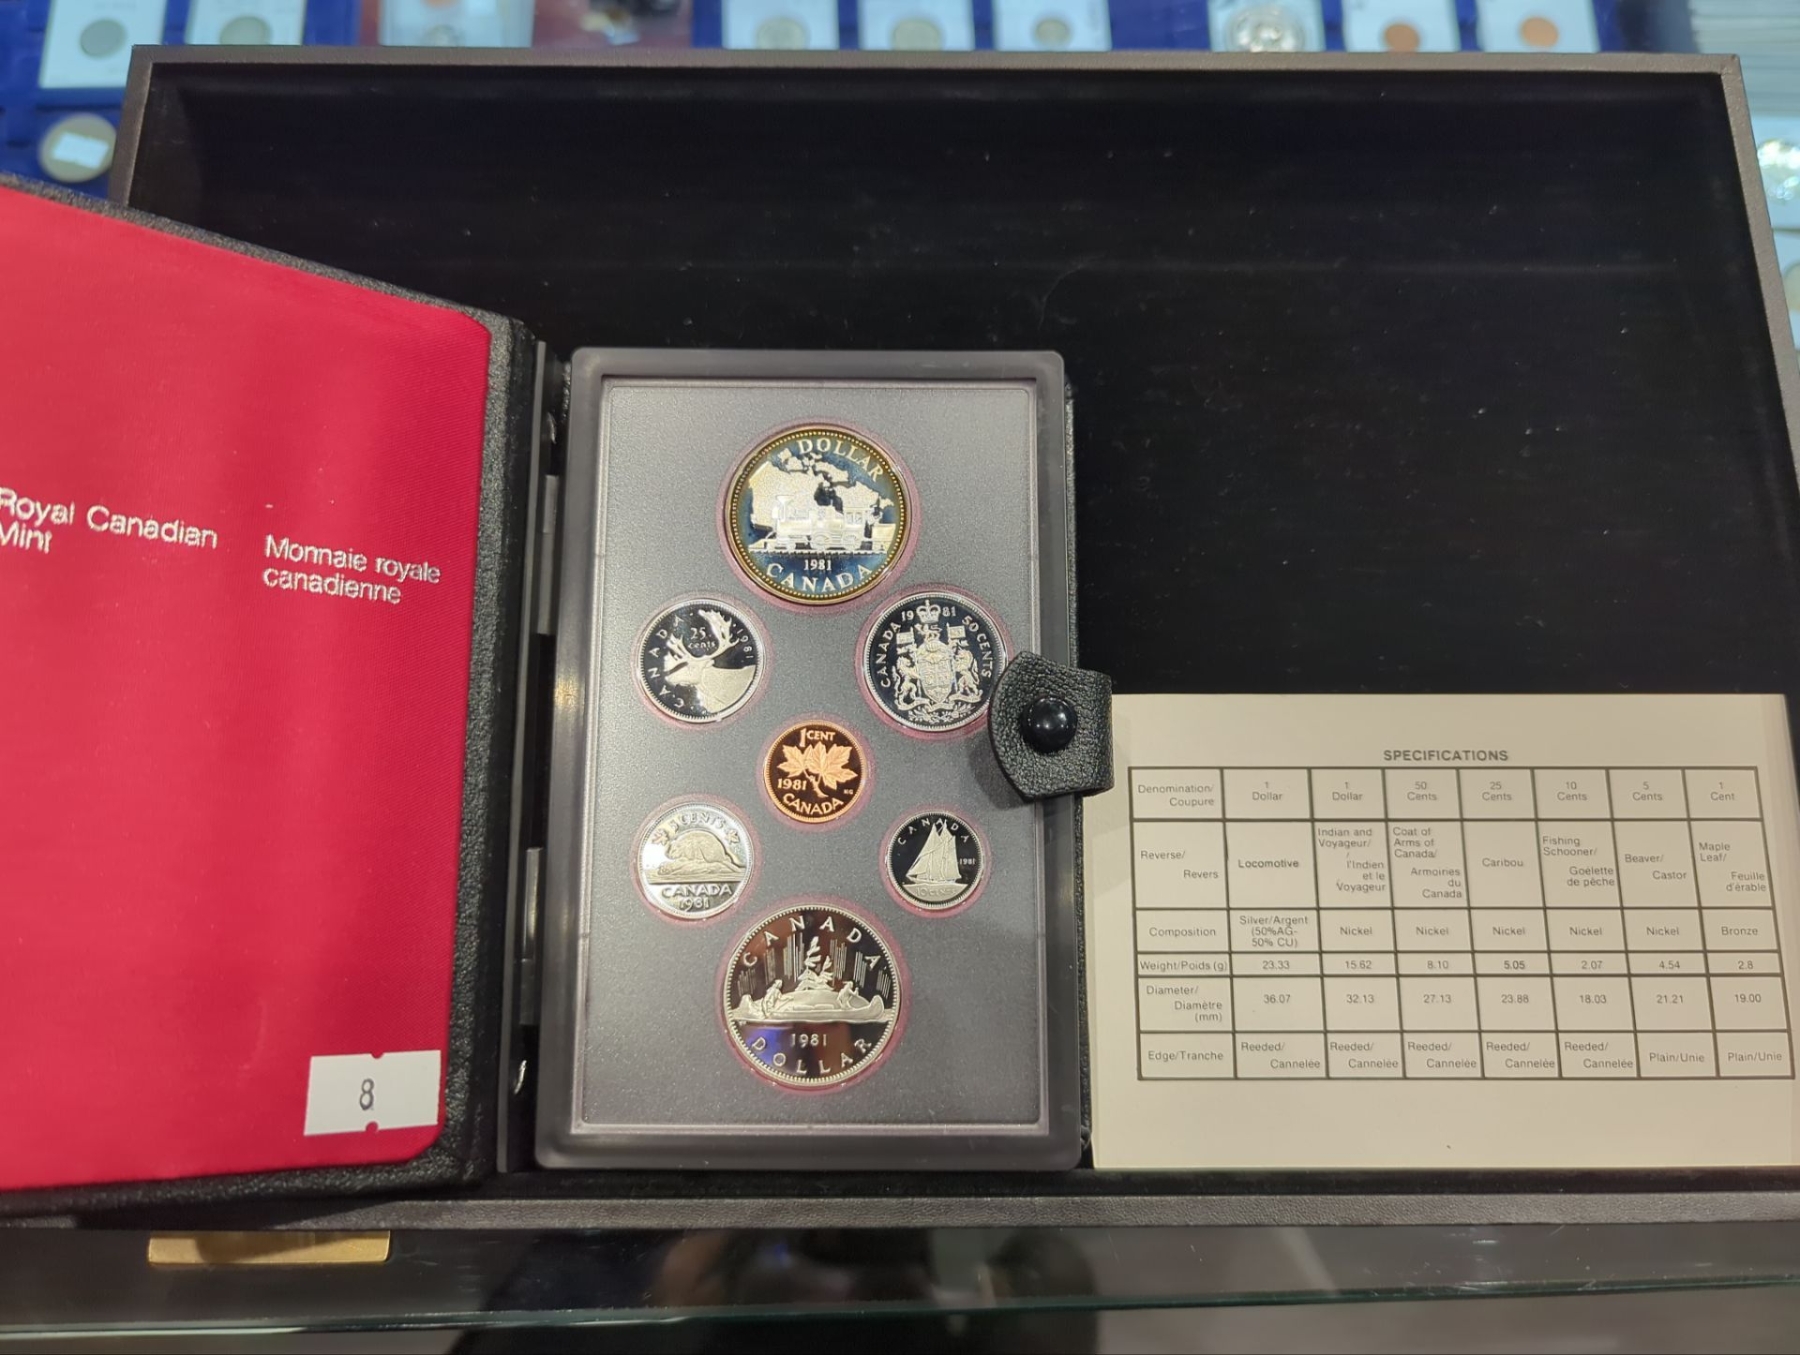 Royal Canadian
Mint
Monnaie royale
canadienne
8
DOLLAR
1981
CANADA
CANADA
25
cents
1981
CANADA 1981 50 CENTS
1 CENT
1981
CANADA
5 CENTS
CANADA
1981
CANADA
1981
CANADA
1981
DOLLAR
SPECIFICATIONS
Denomination/ Coupure 1 Dollar 1 Dollar 50 Cents 25 Cents 10 Cents 5 Cents 1 Cent
Reverse/ Revers Locomotive Indian and Voyageur/ l'Indien et le Voyageur Coat of Arms of Canada/ Armoiries du Canada Caribou Fishing Schooner/ Goélette de pêche Beaver/ Castor Maple Leaf/ Feuille d'érable
Composition Silver/Argent (50%AG- 50% CU) Nickel Nickel Nickel Nickel Nickel Bronze
Weight/Poids (g) 23.33 15.62 8.10 5.05 2.07 4.54 2.8
Diameter/ Diamètre (mm) 36.07 32.13 27.13 23.88 18.03 21.21 19.00
Edge/Tranche Reeded/ Cannelée Reeded/ Cannelée Reeded/ Cannelée Reeded/ Cannelée Reeded/ Cannelée Plain/Unie Plain/Unie